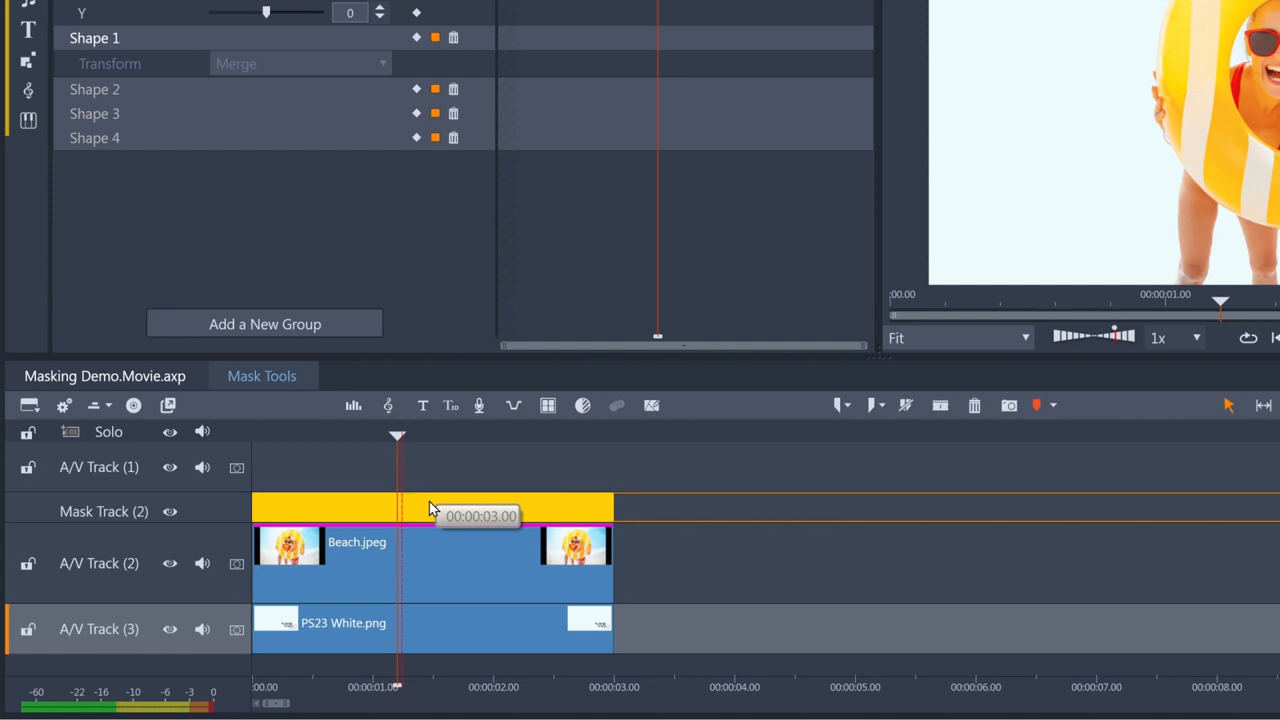 Y 0
Shape 1
Transform Merge
Shape 2
Shape 3
Shape 4
Add a New Group
;00.00 00:00:01.00
Fit 1x
Masking Demo.Movie.axp Mask Tools
Solo
A/V Track (1)
Mask Track (2)
00:00:03.00
A/V Track (2)
Beach.jpeg
A/V Track (3)
PS23 White.png
:00.00 00:00:01.00 00:00:02.00 00:00:03.00 00:00:04.00 00:00:05.00 00:00:06.00 00:00:07.00 00:00:08.00
-60 -22 -16 -10 -6 -3 0